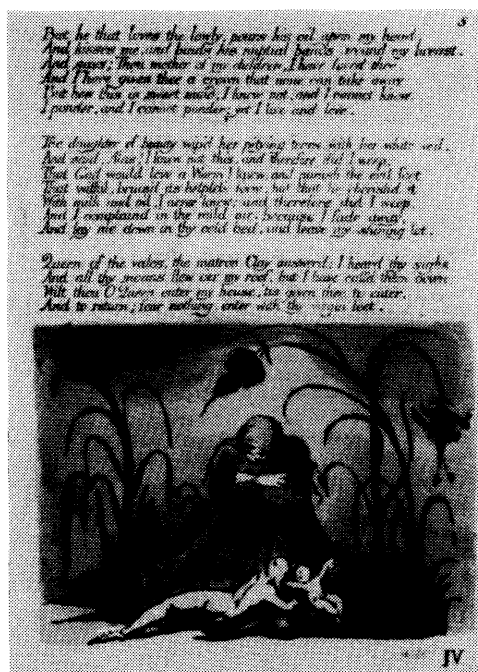 5
But he that loves the lowly, pours his oil upon my head,
And kisses me, and binds his nuptial bands around my breast,
And says; Thou mother of my children, I have loved thee
And I have given thee a crown that none can take away
But how this is sweet maid, I know not, and I cannot know
I ponder, and I cannot ponder; yet I live and love.
The daughter of beauty wip'd her pitying tears with her white veil,
And said, Alas! I knew not this, and therefore did I weep:
That God would love a Worm I knew, and punish the evil foot
That wilful, bruis'd its helpless form; but that he cherish'd it
With milk and oil I never knew; and therefore did I weep,
And I complaind in the mild air, because I fade away,
And lay me down in thy cold bed, and leave my shining lot.
Queen of the vales, the matron Clay answerd; I heard thy sighs
And all thy moans flew o'er my roof, but I have call'd them down
Wilt thou O Queen enter my house, tis given thee to enter,
And to return; fear nothing, enter with thy virgin feet.
IV